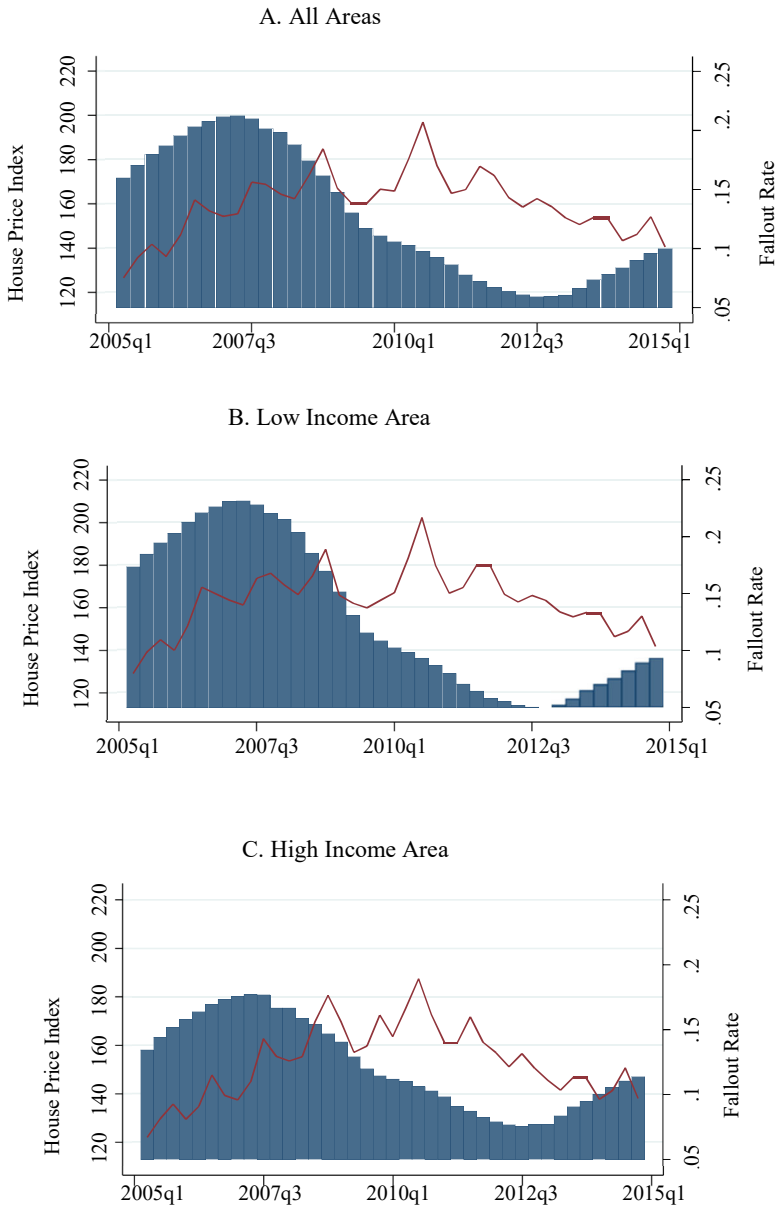 A. All Areas
House Price Index
220
200
180
160
140
120
.25
.2.
.15
.1
.05
Fallout Rate
2005q1 2007q3 2010q1 2012q3 2015q1
B. Low Income Area
House Price Index
220
200
180
160
140
120
.25
.2
.15
.1
.05
Fallout Rate
2005q1 2007q3 2010q1 2012q3 2015q1
C. High Income Area
House Price Index
220
200
180
160
140
120
.25
.2
.15
.1
.05
Fallout Rate
2005q1 2007q3 2010q1 2012q3 2015q1